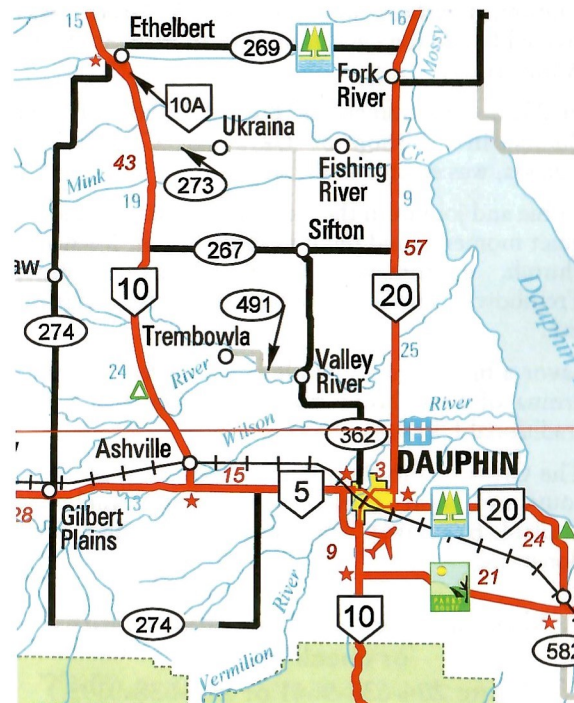 15
Ethelbert
269
16
Mossy
Fork
River
10A
Ukraina
7
Cr.
43
273
Fishing
River
Mink
19
9
267
Sifton
57
aw
10
491
20
Dauphin
274
Trembowla
25
24
River
Valley
River
Wilson
River
362
H
Ashville
3
DAUPHIN
15
5
20
28
13
Gilbert
Plains
24
9
21
River
274
10
582
Vermilion